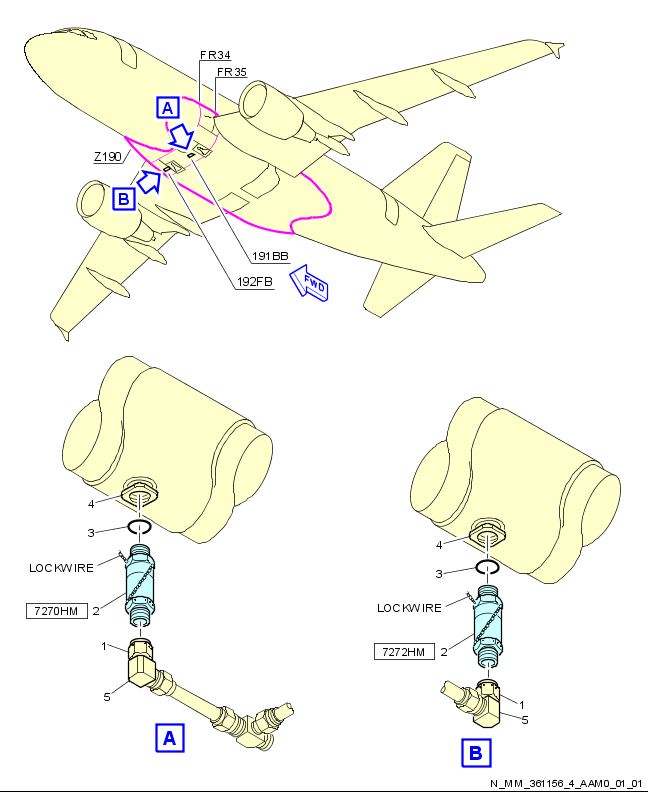 FR34
FR35
A
Z190
B
191BB
192FB
FWD
4
3
LOCKWIRE
7270HM 2
1
5
A
4
3
LOCKWIRE
7272HM 2
1
5
B
N_MM_361156_4_AAM0_01_01